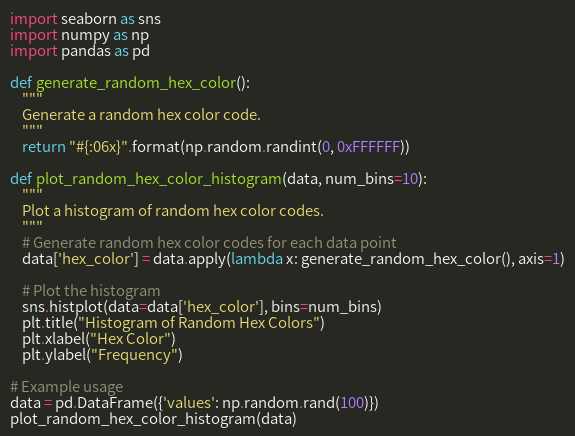 import seaborn as sns
import numpy as np
import pandas as pd

def generate_random_hex_color():
    """
    Generate a random hex color code.
    """
    return "#{:06x}".format(np.random.randint(0, 0xFFFFFF))

def plot_random_hex_color_histogram(data, num_bins=10):
    """
    Plot a histogram of random hex color codes.
    """
    # Generate random hex color codes for each data point
    data['hex_color'] = data.apply(lambda x: generate_random_hex_color(), axis=1)

    # Plot the histogram
    sns.histplot(data=data['hex_color'], bins=num_bins)
    plt.title("Histogram of Random Hex Colors")
    plt.xlabel("Hex Color")
    plt.ylabel("Frequency")

# Example usage
data = pd.DataFrame({'values': np.random.rand(100)})
plot_random_hex_color_histogram(data)